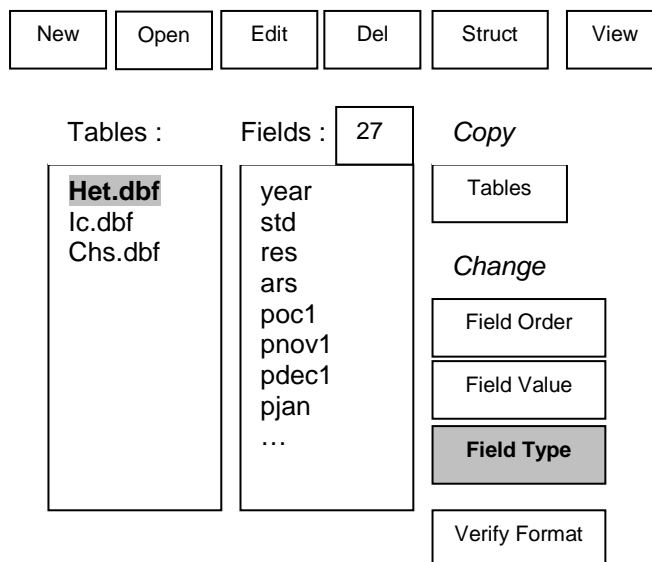 New Open Edit Del Struct View
Tables : Fields : 27 Copy
Het.dbf
Ic.dbf
Chs.dbf
year
std
res
ars
poc1
pnov1
pdec1
pjan
…
Tables
Change
Field Order
Field Value
Field Type
Verify Format